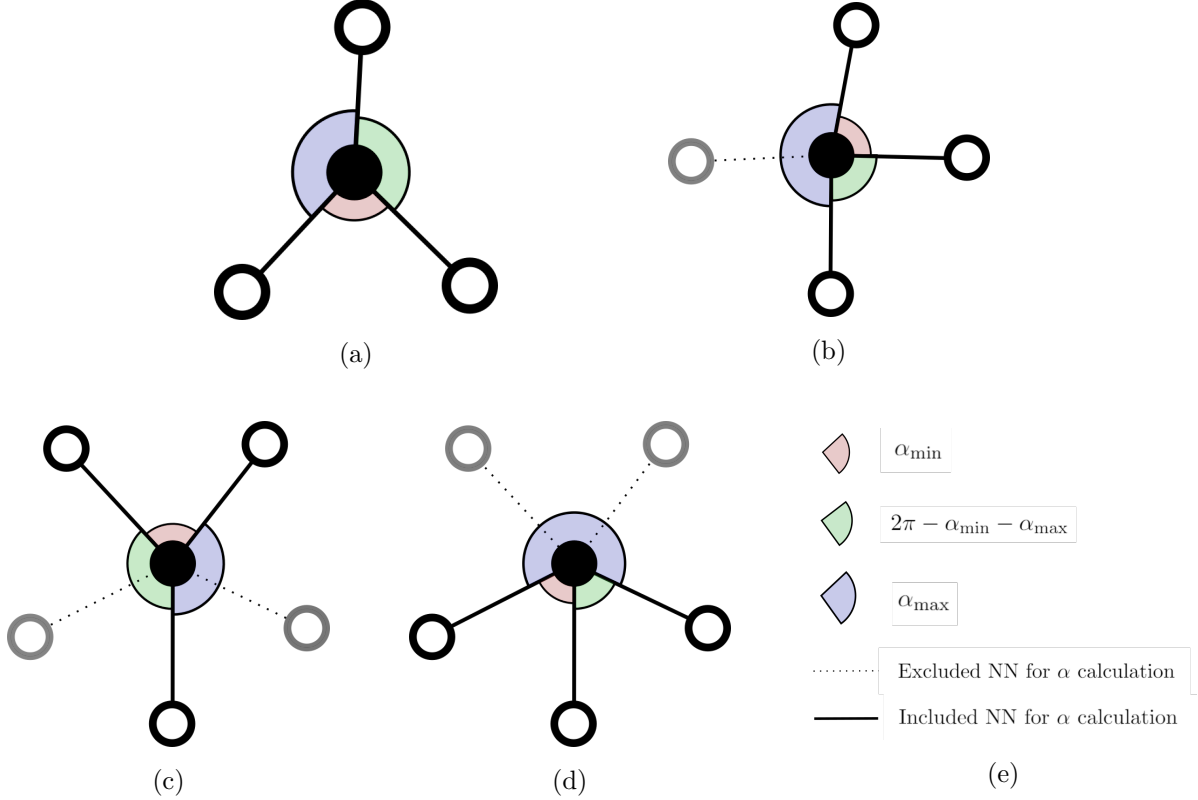 (a)
(b)
α_min
2π − α_min − α_max
α_max
Excluded NN for α calculation
Included NN for α calculation
(c)
(d)
(e)